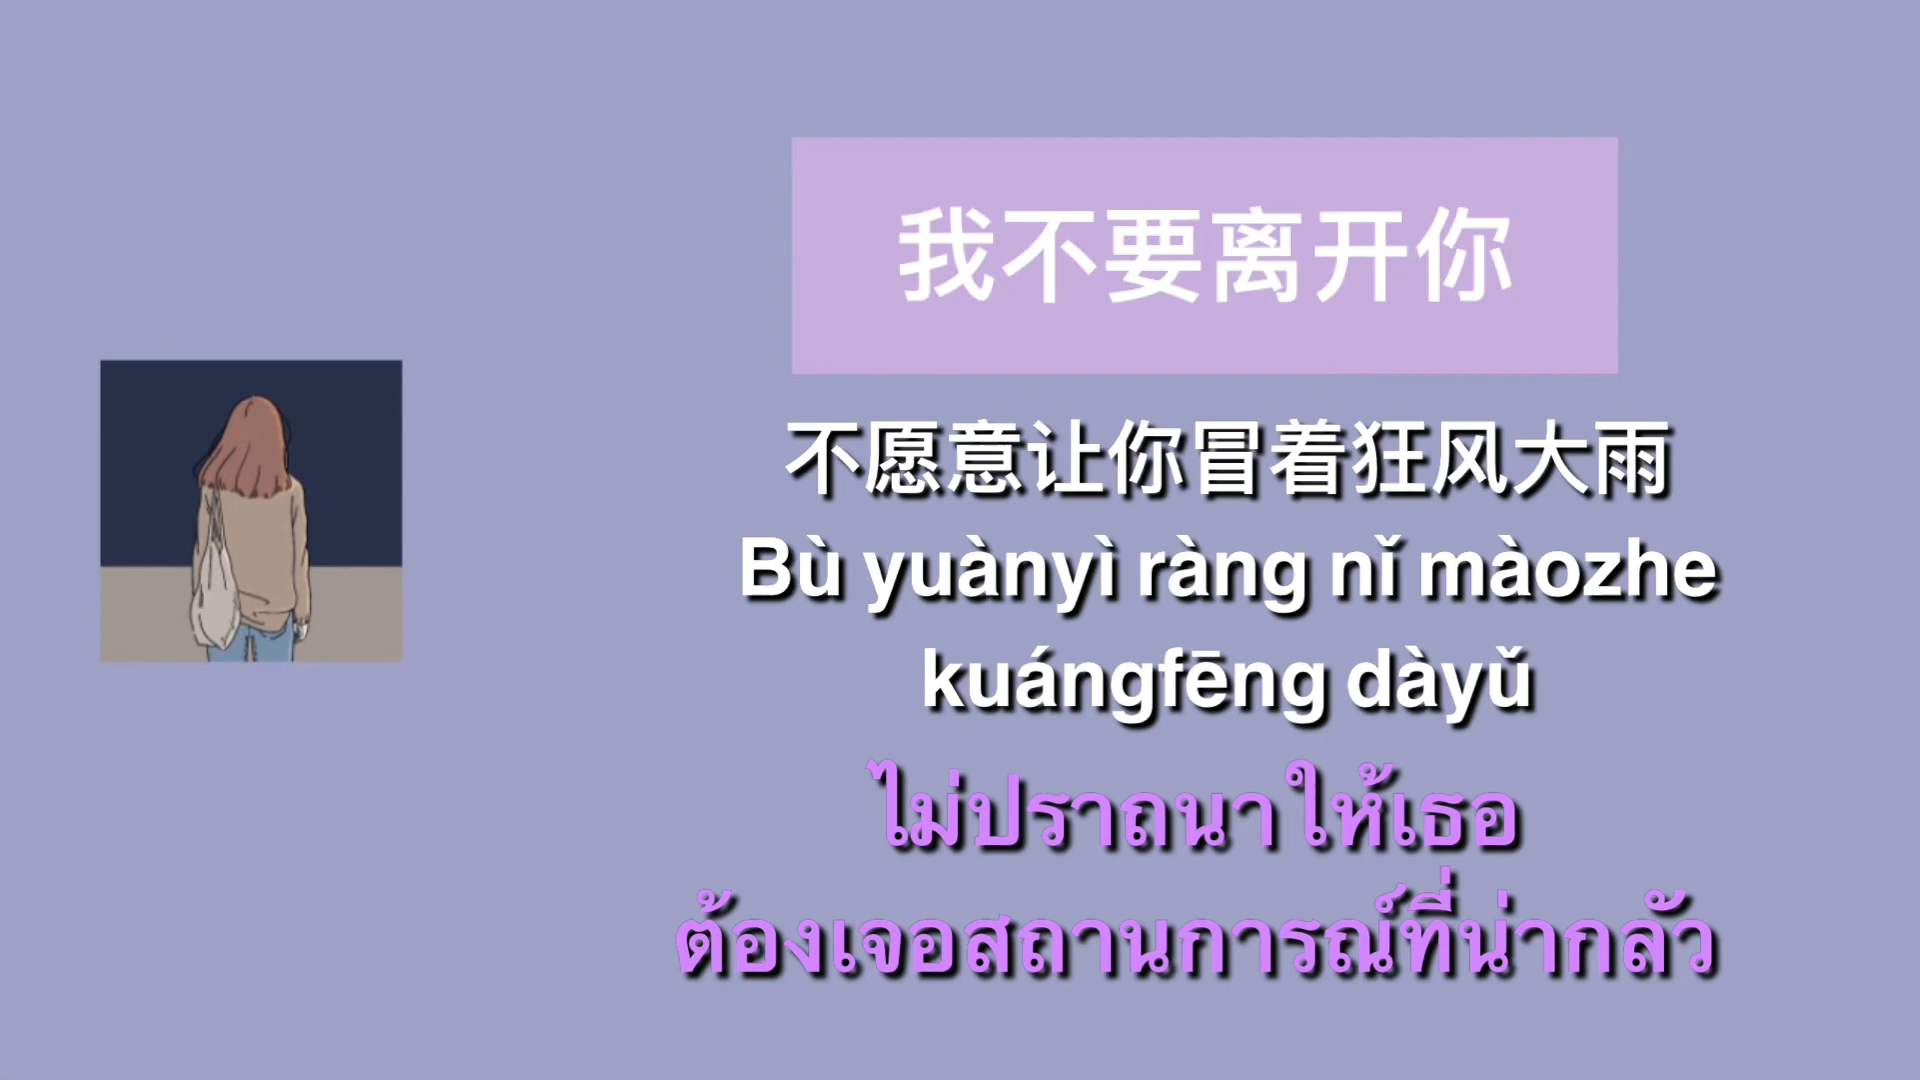 我不要离开你
不愿意让你冒着狂风大雨
Bù yuànyì ràng nǐ màozhe
kuángfēng dàyǔ
ไม่ปราถนาให้เธอ
ต้องเจอสถานการณ์ที่น่ากลัว